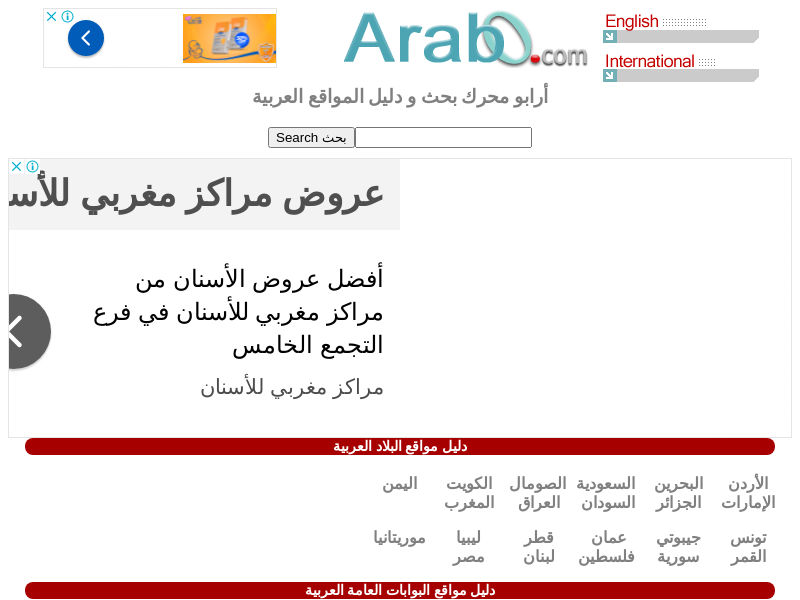 Arabo.com
English
International
أرابو محرك بحث و دليل المواقع العربية
بحث Search
عروض مراكز مغربي للأس
أفضل عروض الأسنان من
مراكز مغربي للأسنان في فرع
التجمع الخامس
مراكز مغربي للأسنان
دليل مواقع البلاد العربية
الأردن البحرين السعودية الصومال الكويت اليمن
الإمارات الجزائر السودان العراق المغرب
تونس جيبوتي عمان قطر ليبيا موريتانيا
القمر سورية فلسطين لبنان مصر
دليل مواقع البوابات العامة العربية